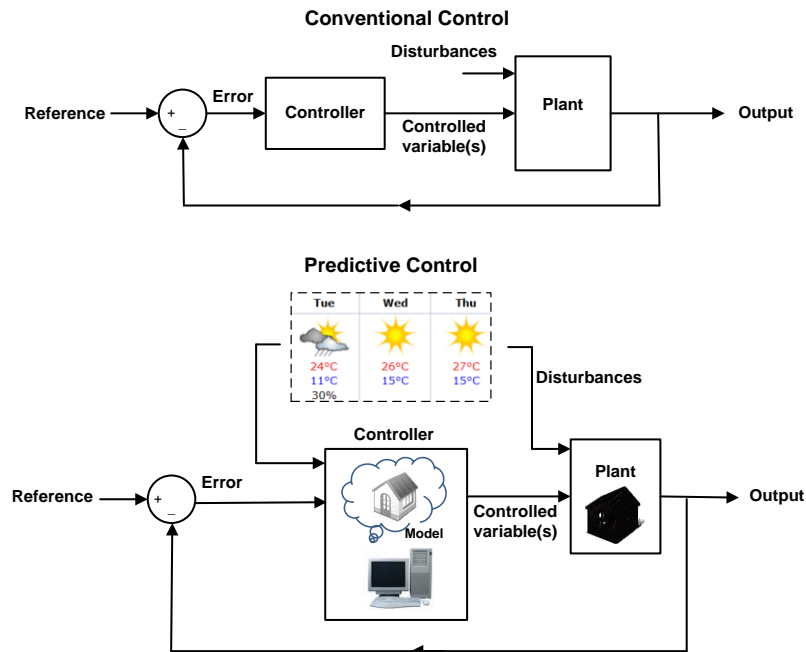 Conventional Control
Disturbances
Reference
+
–
Error
Controller
Controlled
variable(s)
Plant
Output
Predictive Control
Tue Wed Thu
24°C 26°C 27°C
11°C 15°C 15°C
30%
Disturbances
Controller
Reference
+
–
Error
Model
Controlled
variable(s)
Plant
Output